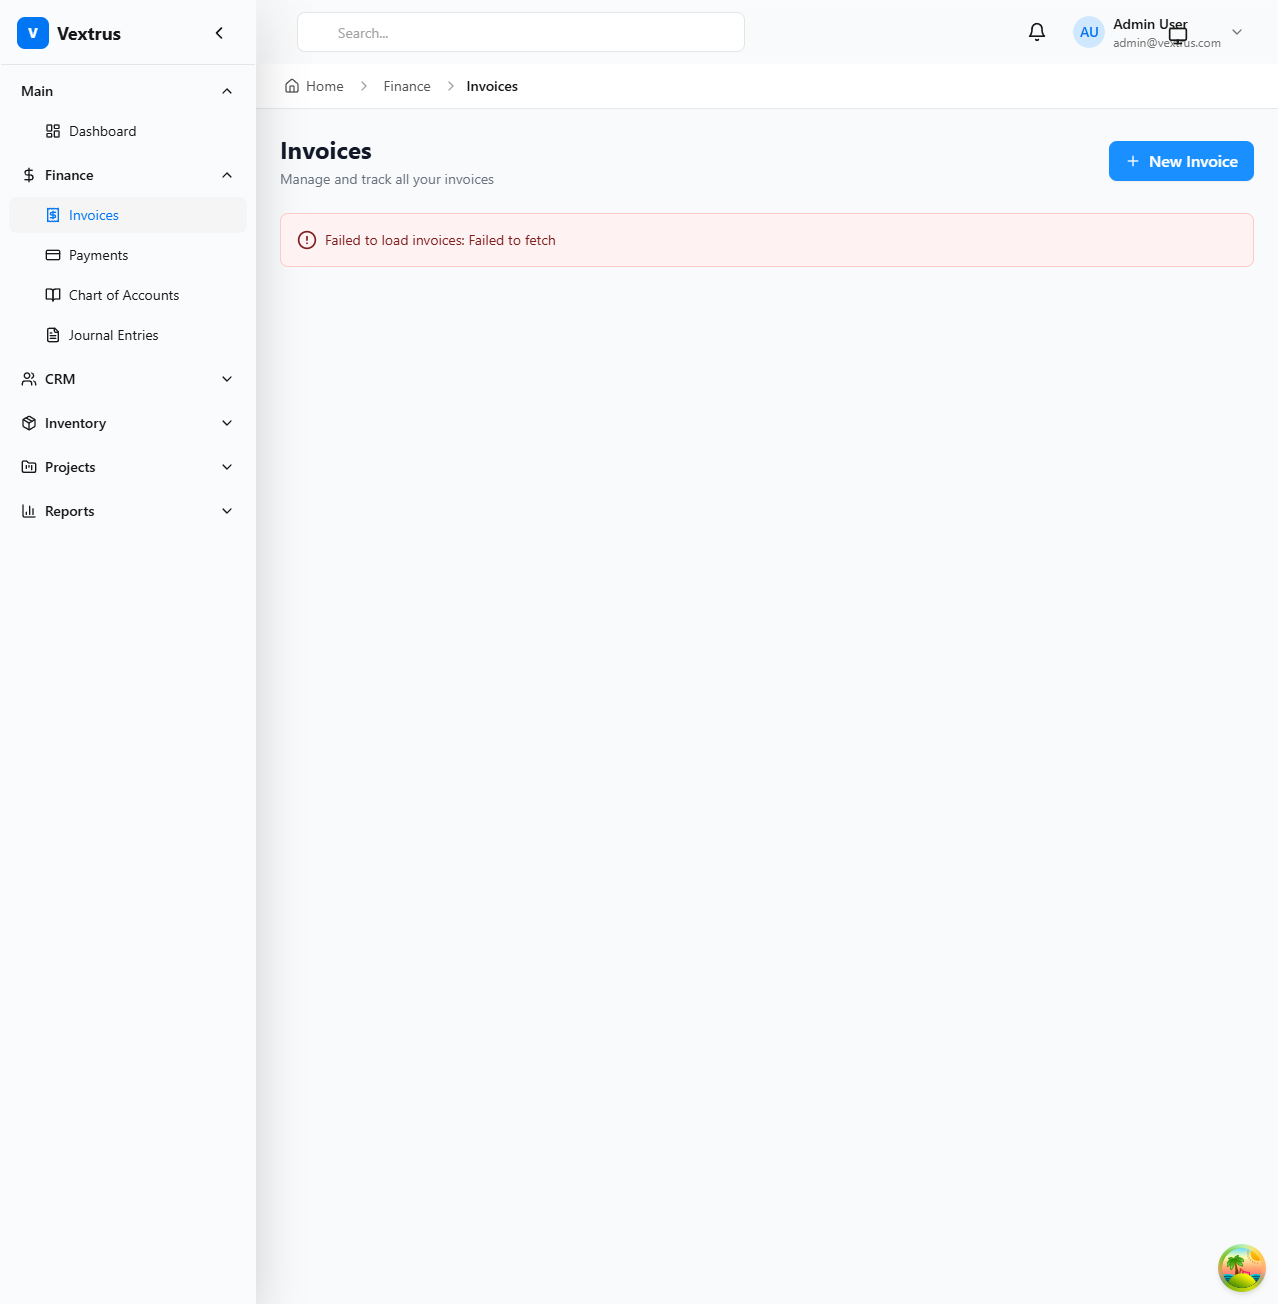 V Vextrus
Search...
AU
Admin User
admin@vextrus.com
Main
Dashboard
Finance
Invoices
Payments
Chart of Accounts
Journal Entries
CRM
Inventory
Projects
Reports
Home
Finance
Invoices
Invoices
Manage and track all your invoices
New Invoice
Failed to load invoices: Failed to fetch